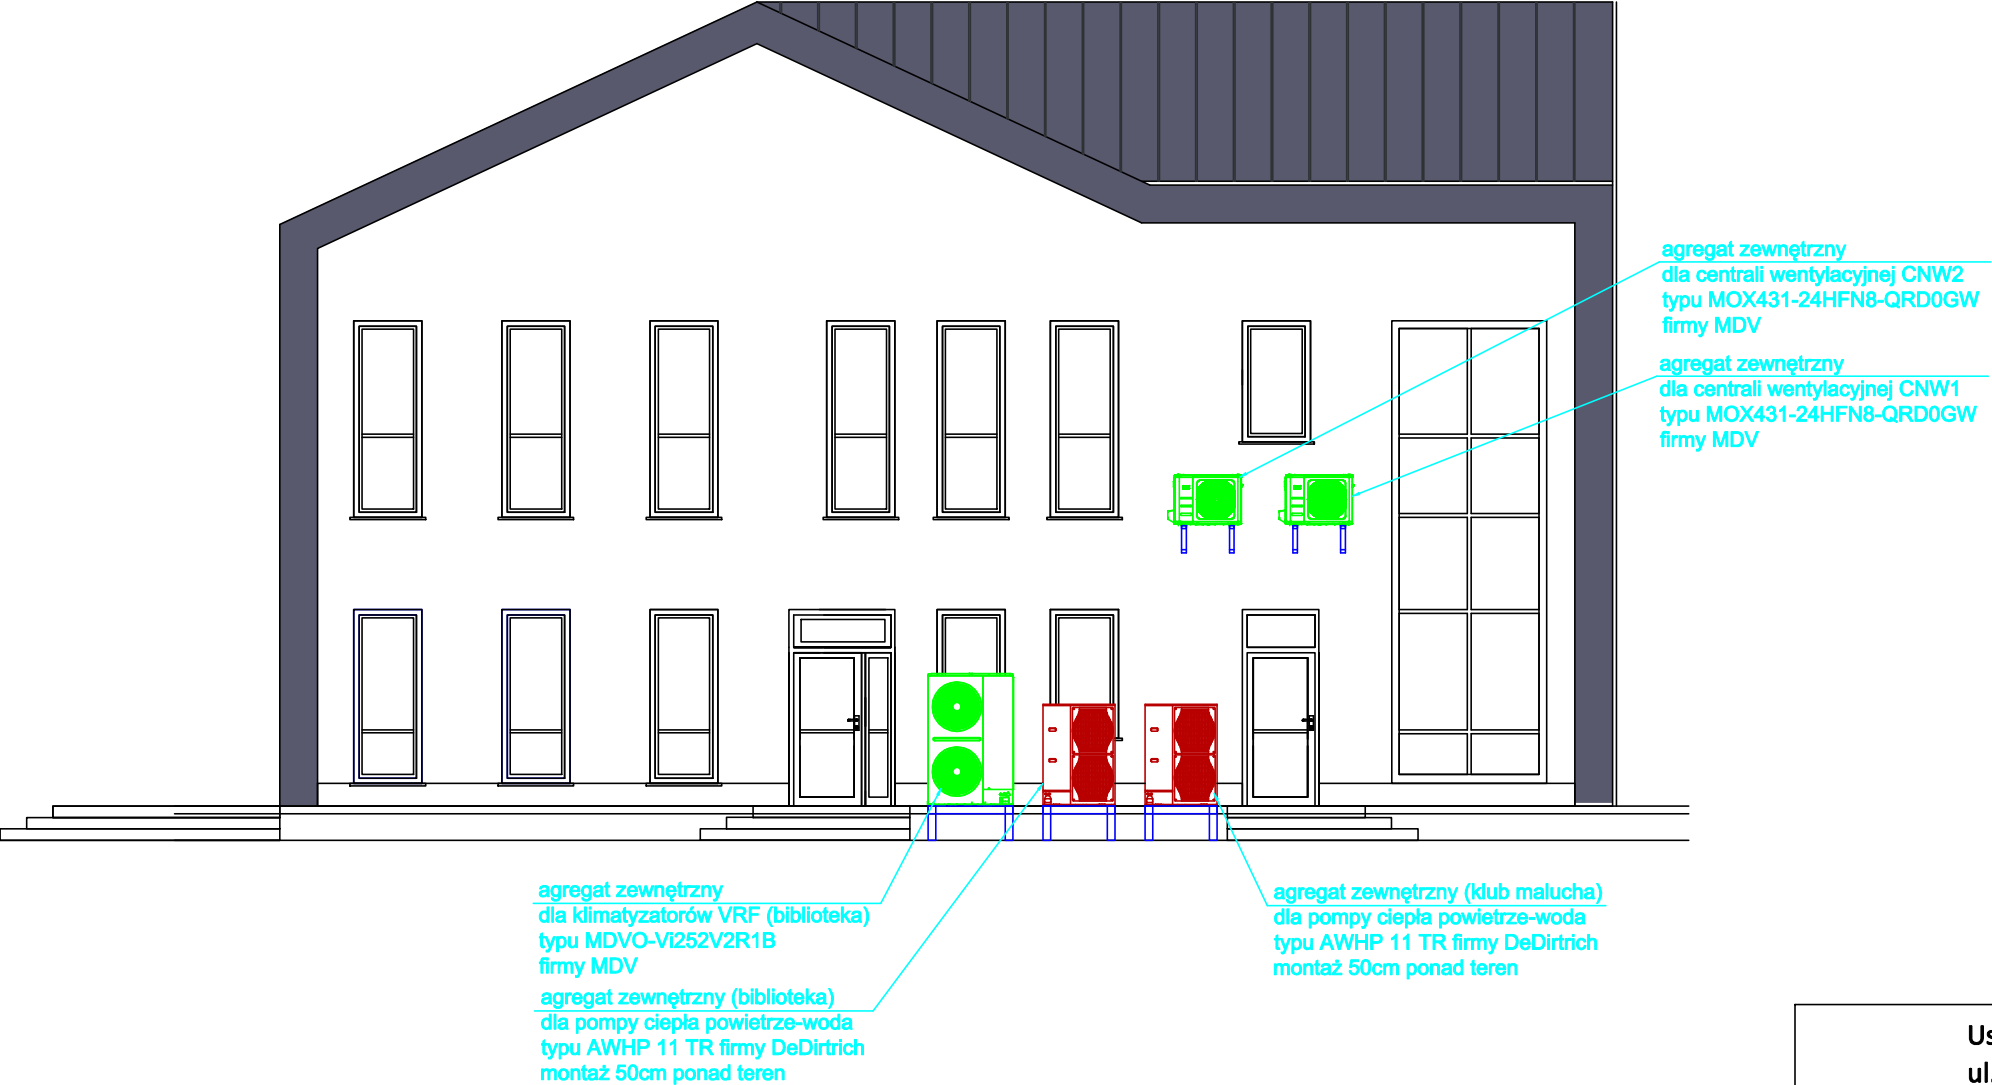 agregat zewnętrzny
dla centrali wentylacyjnej CNW2
typu MOX431-24HFN8-QRD0GW
firmy MDV
agregat zewnętrzny
dla centrali wentylacyjnej CNW1
typu MOX431-24HFN8-QRD0GW
firmy MDV
agregat zewnętrzny
dla klimatyzatorów VRF (biblioteka)
typu MDVO-VI252V2R1B
firmy MDV
agregat zewnętrzny (biblioteka)
dla pompy ciepła powietrze-woda
typu AWHP 11 TR firmy DeDirtrich
montaż 50cm ponad teren
agregat zewnętrzny (klub malucha)
dla pompy ciepła powietrze-woda
typu AWHP 11 TR firmy DeDirtrich
montaż 50cm ponad teren
ul.